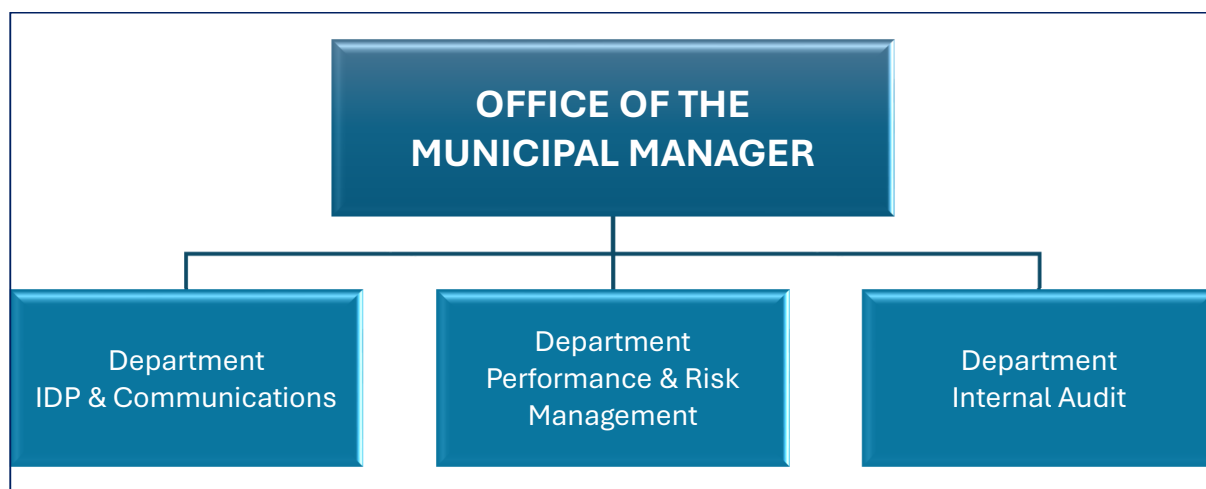 OFFICE OF THE
MUNICIPAL MANAGER
Department
IDP & Communications
Department
Performance & Risk
Management
Department
Internal Audit